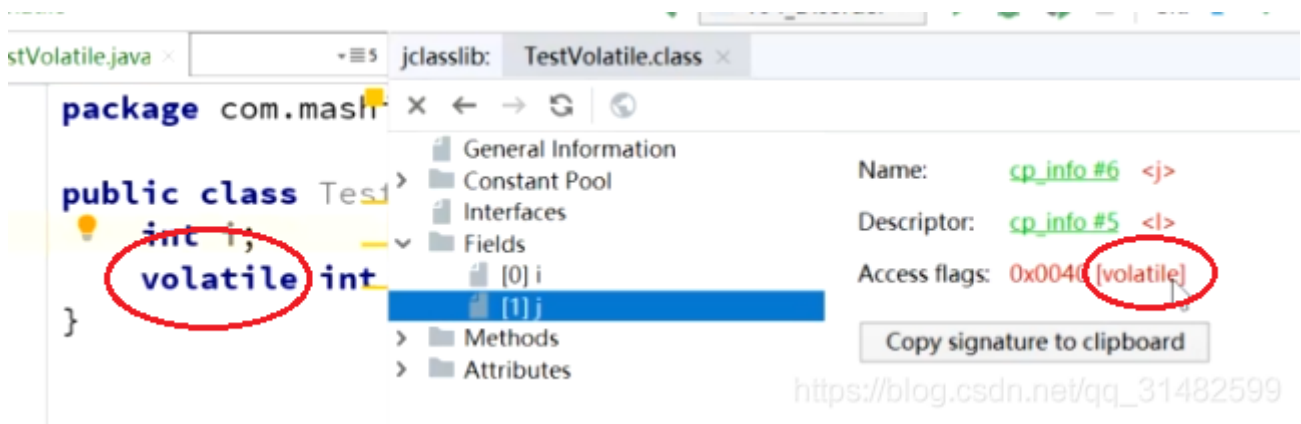 stVolatile.java
5
jclasslib: TestVolatile.class
package com.mash
General Information
Constant Pool
Interfaces
Fields
[0] i
[1] j
Methods
Attributes
public class Test
int i;
volatile int
}
Name: cp_info #6 <j>
Descriptor: cp_info #5 <I>
Access flags: 0x0040 [volatile]
Copy signature to clipboard
https://blog.csdn.net/qq_31482599